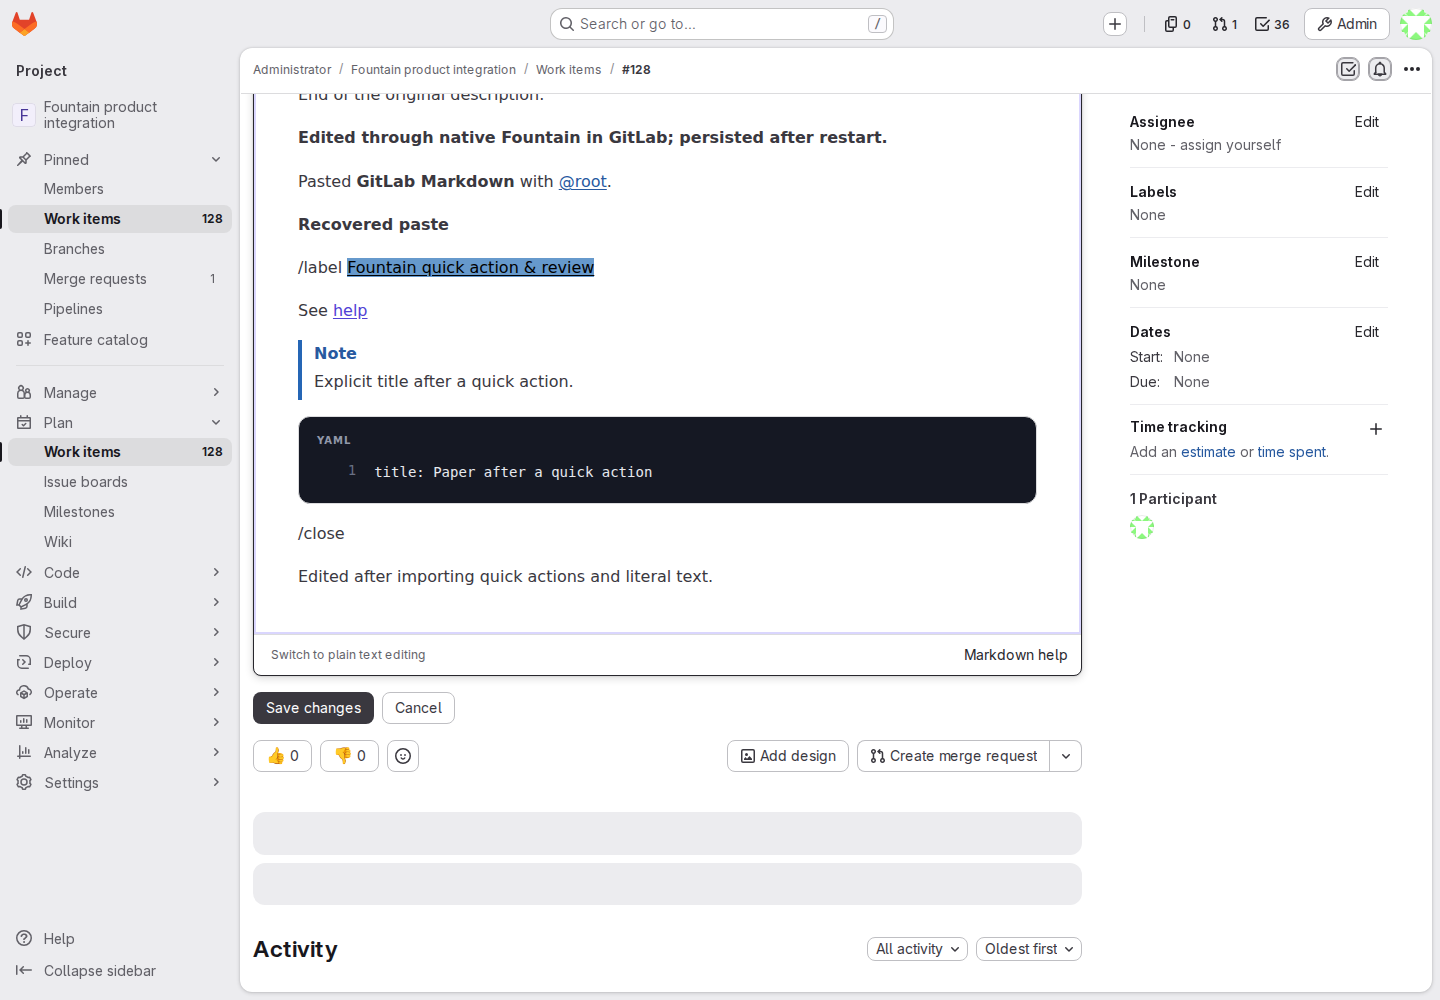 Search or go to...
/
0
1
36
Admin
Project
F
Fountain product integration
Pinned
Members
Work items 128
Branches
Merge requests 1
Pipelines
Feature catalog
Manage
Plan
Work items 128
Issue boards
Milestones
Wiki
Code
Build
Secure
Deploy
Operate
Monitor
Analyze
Settings
Help
Collapse sidebar
Administrator / Fountain product integration / Work items / #128
End of the original description.
Edited through native Fountain in GitLab; persisted after restart.
Pasted GitLab Markdown with @root.
Recovered paste
/label Fountain quick action & review
See help
Note
Explicit title after a quick action.
YAML
1 title: Paper after a quick action
/close
Edited after importing quick actions and literal text.
Switch to plain text editing
Markdown help
Save changes
Cancel
0
0
Add design
Create merge request
Activity
All activity
Oldest first
Assignee
Edit
None - assign yourself
Labels
Edit
None
Milestone
Edit
None
Dates
Edit
Start: None
Due: None
Time tracking
Add an estimate or time spent.
1 Participant